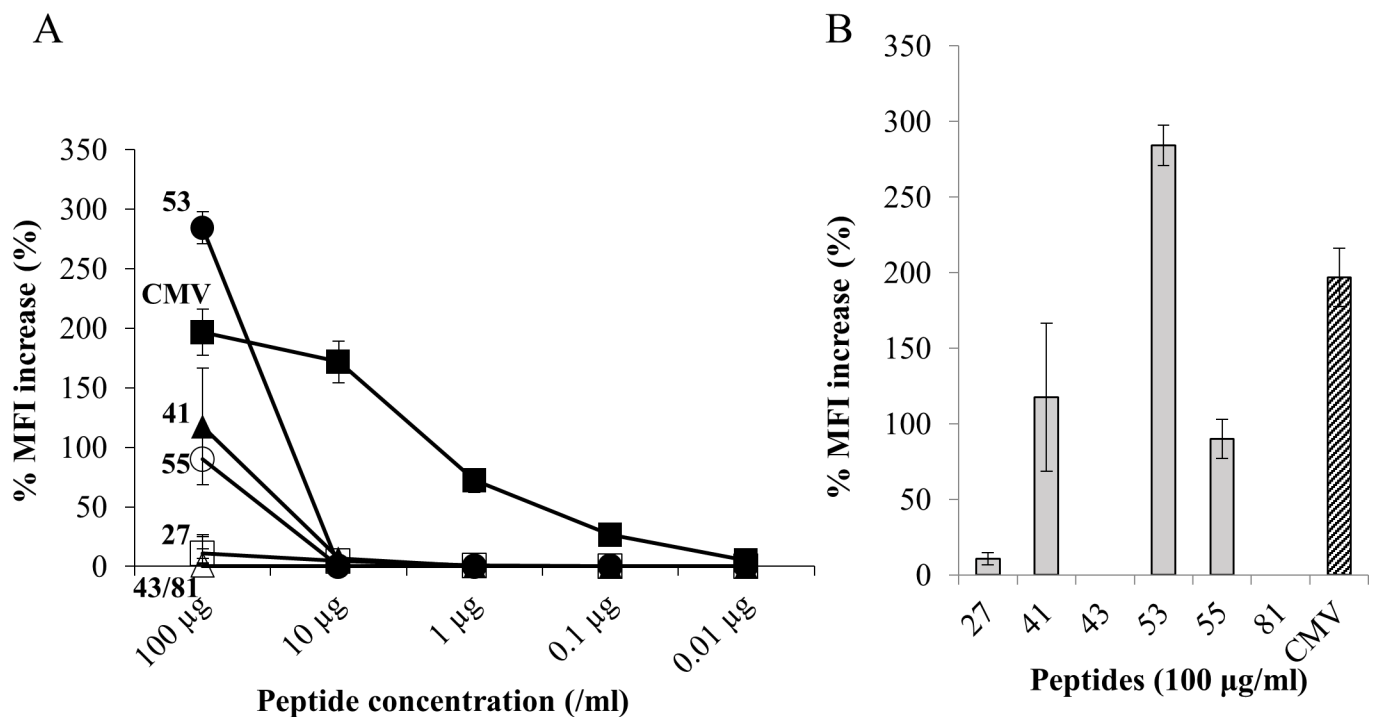 A
% MFI increase (%)
350
300
250
200
150
100
50
0
53
CMV
41
55
27
43/81
100 µg
10 µg
1 µg
0.1 µg
0.01 µg
Peptide concentration (/ml)
B
% MFI increase (%)
350
300
250
200
150
100
50
0
27
41
43
53
55
81
CMV
Peptides (100 µg/ml)